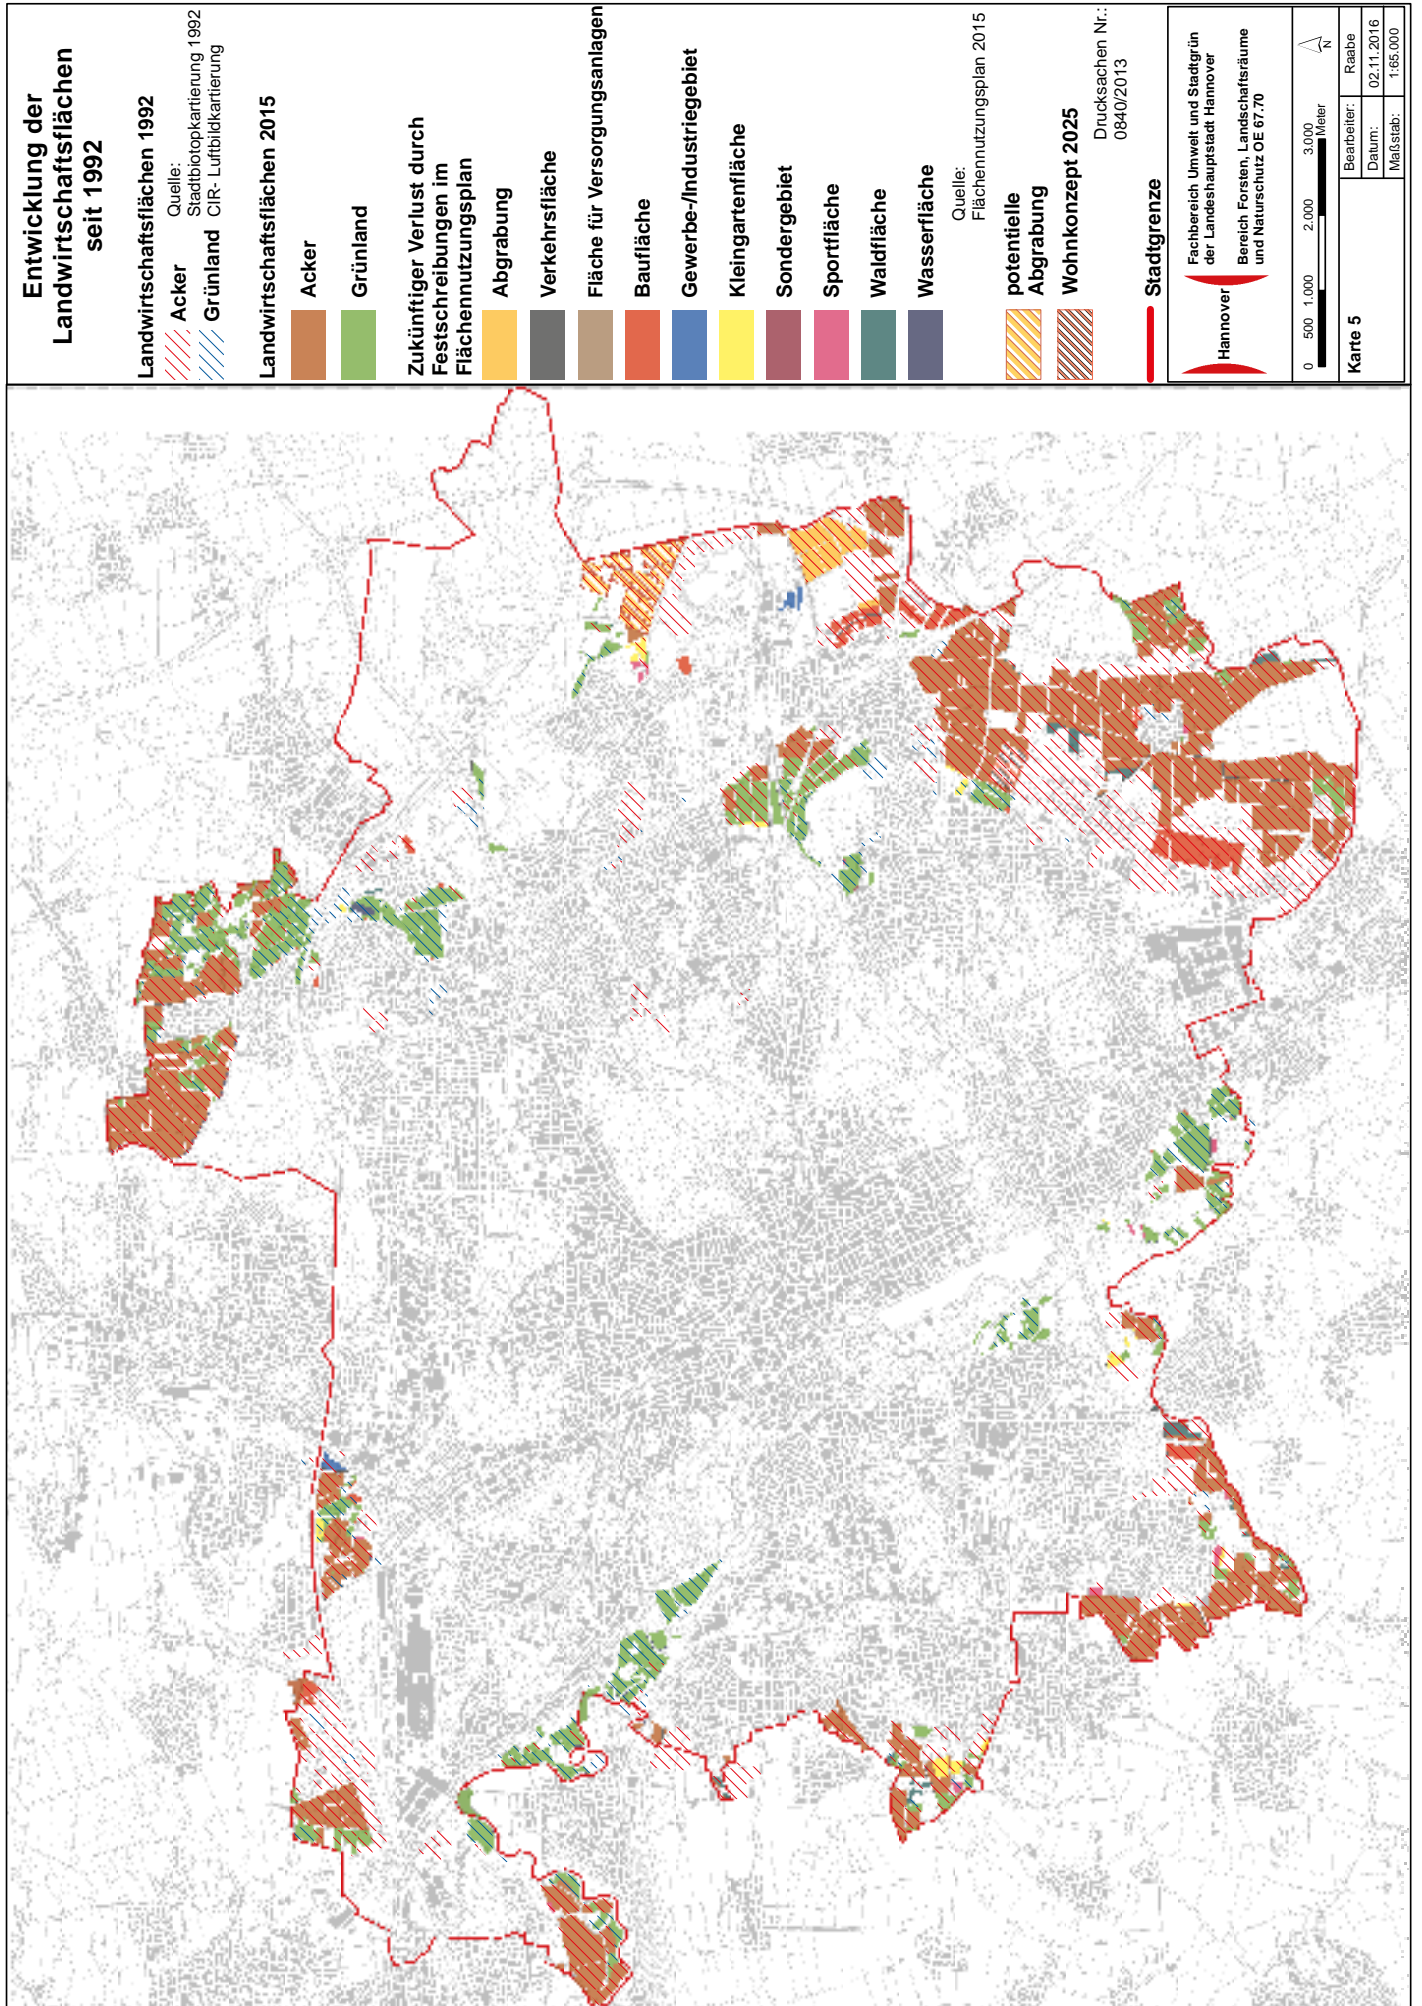 Entwicklung der
Landwirtschaftsflächen
seit 1992
Landwirtschaftsflächen 1992
Acker
Grünland
Quelle:
Stadtbiotopkartierung 1992
CIR- Luftbildkartierung
Landwirtschaftsflächen 2015
Acker
Grünland
Zukünftiger Verlust durch
Festschreibungen im
Flächennutzungsplan
Abgrabung
Verkehrsfläche
Fläche für Versorgungsanlagen
Baufläche
Gewerbe-/Industriegebiet
Kleingartenfläche
Sondergebiet
Sportfläche
Waldfläche
Wasserfläche
Quelle:
Flächennutzungsplan 2015
potentielle
Abgrabung
Wohnkonzept 2025
Drucksachen Nr.:
0840/2013
Stadtgrenze
Hannover
Fachbereich Umwelt und Stadtgrün
der Landeshauptstadt Hannover
Bereich Forsten, Landschaftsräume
und Naturschutz OE 67.70
0 500 1.000 2.000 3.000
Meter
N
Karte 5
Bearbeiter: Raabe
Datum: 02.11.2016
Maßstab: 1:65.000